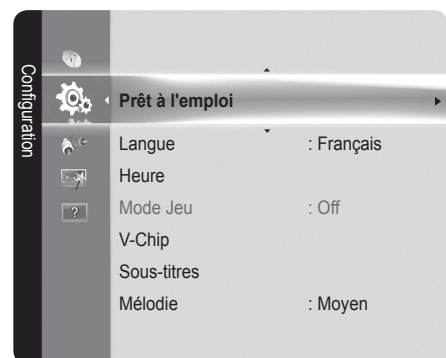 Configuration
Prêt à l'emploi
Langue : Français
Heure
Mode Jeu : Off
V-Chip
Sous-titres
Mélodie : Moyen
?